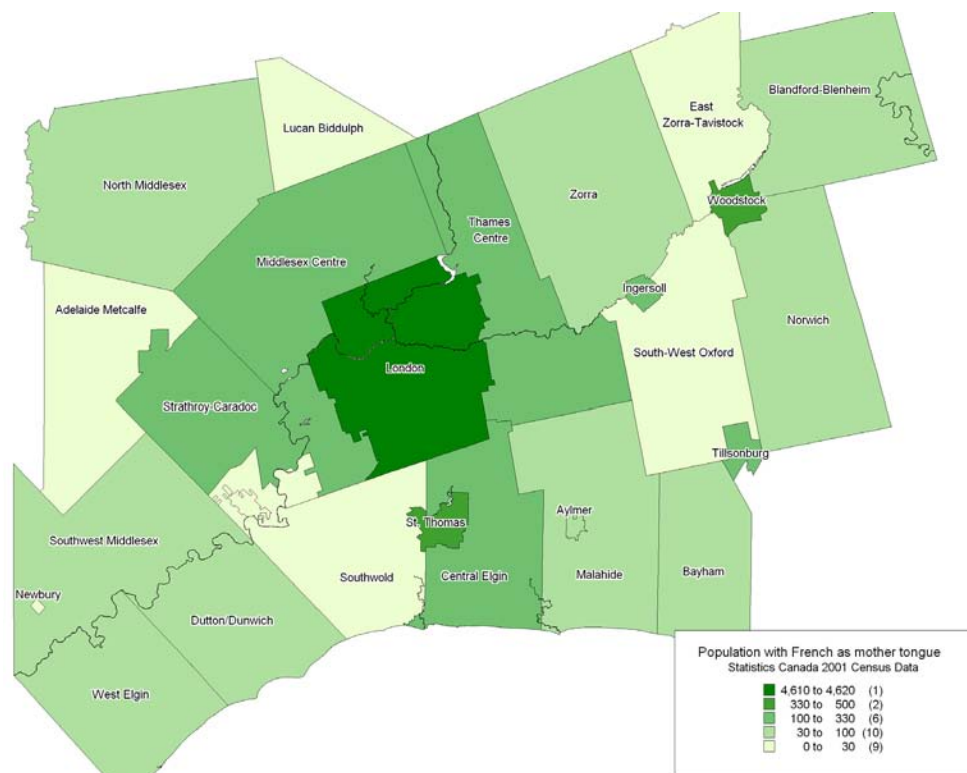 Blandford-Blenheim
East
Zorra-Tavistock
Lucan Biddulph
North Middlesex
Zorra
Woodstock
Thames
Centre
Middlesex Centre
Ingersoll
Adelaide Metcalfe
Norwich
South-West Oxford
London
Strathroy-Caradoc
Tillsonburg
Aylmer
St. Thomas
Southwest Middlesex
Southwold
Central Elgin
Malahide
Bayham
Newbury
Dutton/Dunwich
West Elgin
Population with French as mother tongue
Statistics Canada 2001 Census Data
4,610 to 4,620 (1)
330 to 500 (2)
100 to 330 (6)
30 to 100 (10)
0 to 30 (9)